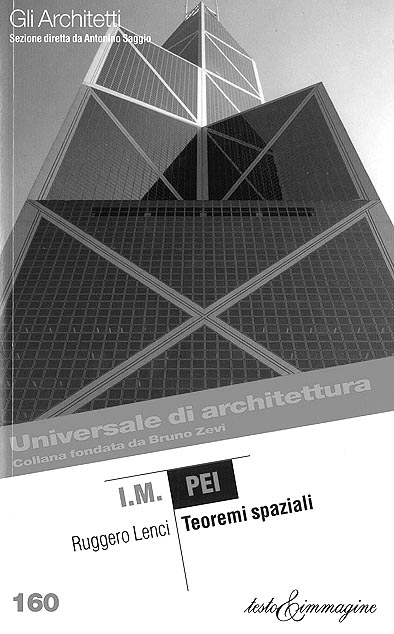 Gli Architetti
Sezione diretta da Antonino Saggio
Universale di architettura
Collana fondata da Bruno Zevi
I.M. PEI
Ruggero Lenci
Teoremi spaziali
160
testo&immagine